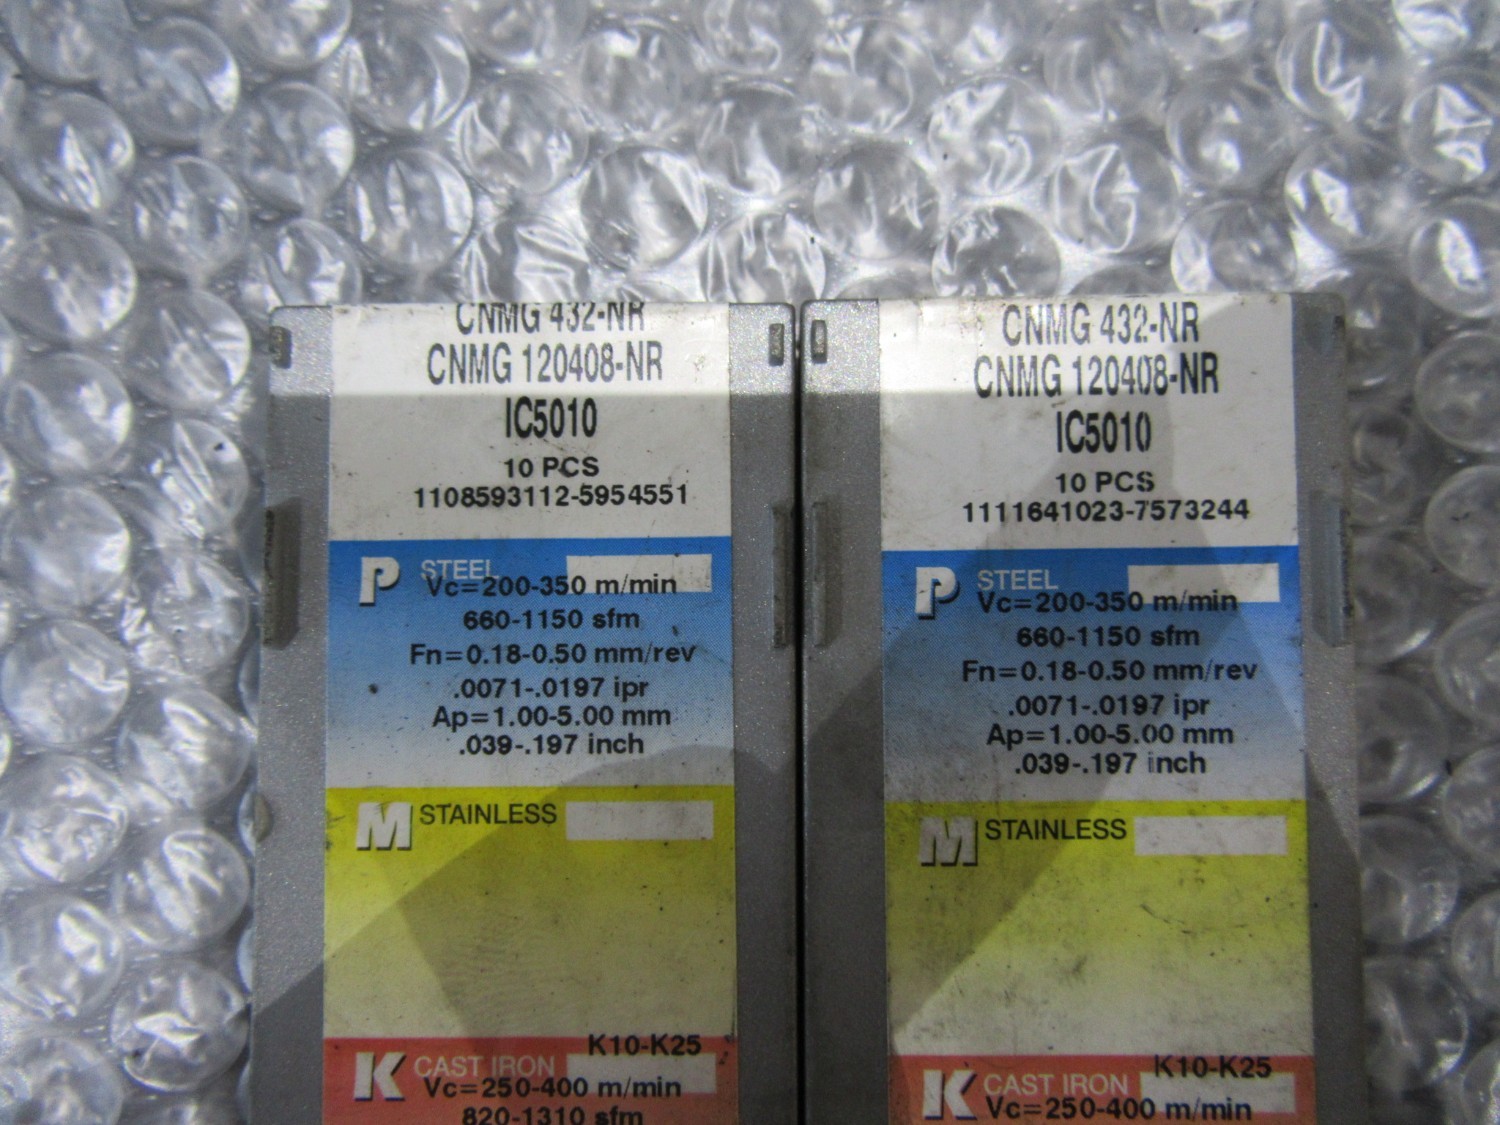 CNMG 432-NR
CNMG 120408-NR
IC5010
10 PCS
1108593112-5954551
P STEEL
Vc=200-350 m/min
660-1150 sfm
Fn=0.18-0.50 mm/rev
.0071-.0197 ipr
Ap=1.00-5.00 mm
.039-.197 inch
M STAINLESS
K10-K25
K CAST IRON
Vc=250-400 m/min
820-1310 sfm
CNMG 432-NR
CNMG 120408-NR
IC5010
10 PCS
1111641023-7573244
P STEEL
Vc=200-350 m/min
660-1150 sfm
Fn=0.18-0.50 mm/rev
.0071-.0197 ipr
Ap=1.00-5.00 mm
.039-.197 inch
M STAINLESS
K10-K25
K CAST IRON
Vc=250-400 m/min